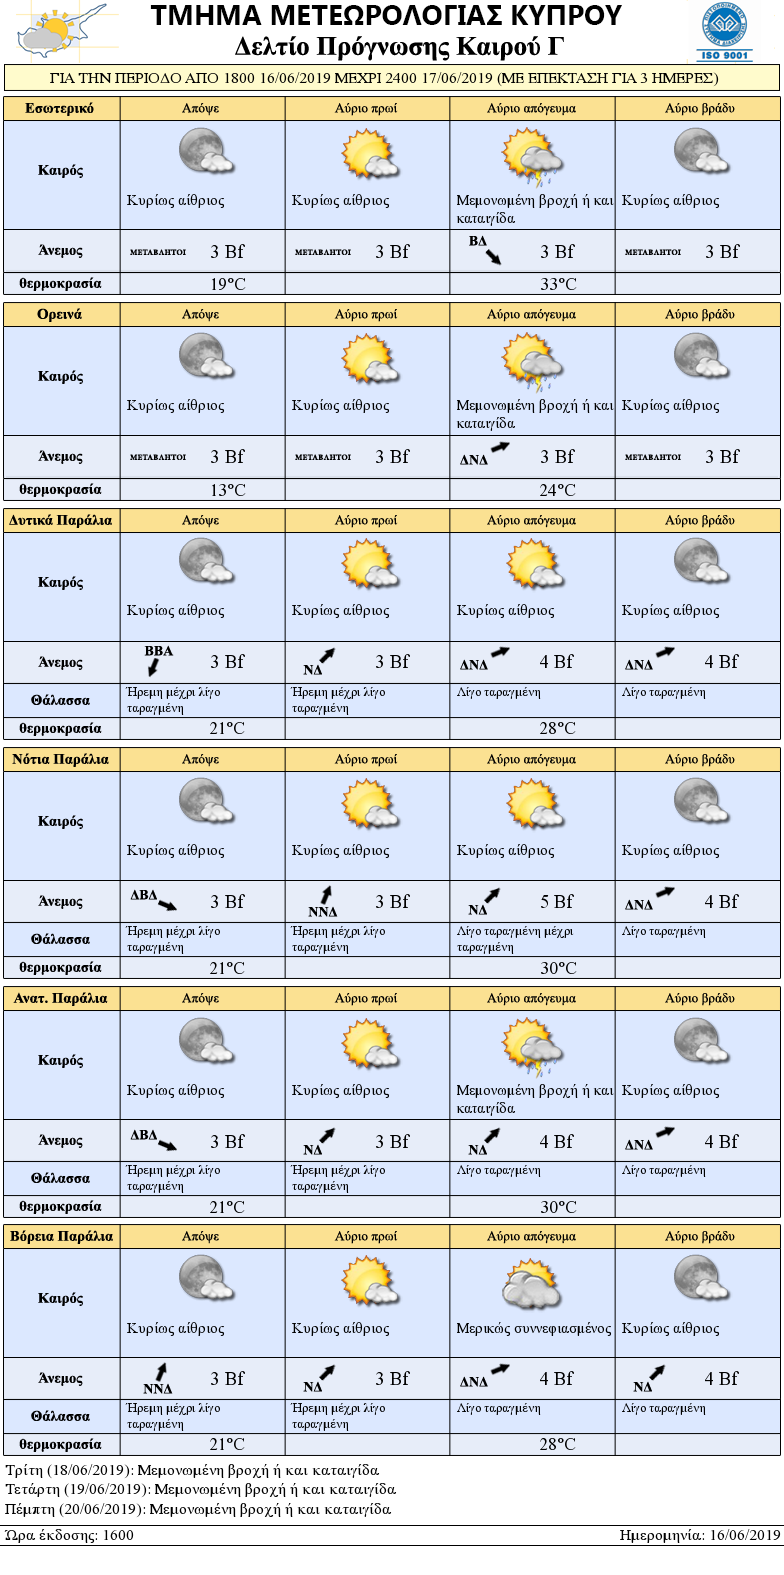 ΤΜΗΜΑ ΜΕΤΕΩΡΟΛΟΓΙΑΣ ΚΥΠΡΟΥ
Δελτίο Πρόγνωσης Καιρού Γ
ISO 9001
ΓΙΑ ΤΗΝ ΠΕΡΙΟΔΟ ΑΠΟ 1800 16/06/2019 ΜΕΧΡΙ 2400 17/06/2019 (ΜΕ ΕΠΕΚΤΑΣΗ ΓΙΑ 3 ΗΜΕΡΕΣ)
Εσωτερικό Απόψε Αύριο πρωί Αύριο απόγευμα Αύριο βράδυ
Καιρός
Κυρίως αίθριος Κυρίως αίθριος Μεμονωμένη βροχή ή και Κυρίως αίθριος
καταιγίδα
Άνεμος ΜΕΤΑΒΛΗΤΟΙ 3 Bf ΜΕΤΑΒΛΗΤΟΙ 3 Bf ΒΔ 3 Bf ΜΕΤΑΒΛΗΤΟΙ 3 Bf
θερμοκρασία 19°C 33°C
Ορεινά Απόψε Αύριο πρωί Αύριο απόγευμα Αύριο βράδυ
Καιρός
Κυρίως αίθριος Κυρίως αίθριος Μεμονωμένη βροχή ή και Κυρίως αίθριος
καταιγίδα
Άνεμος ΜΕΤΑΒΛΗΤΟΙ 3 Bf ΜΕΤΑΒΛΗΤΟΙ 3 Bf ΔΝΔ 3 Bf ΜΕΤΑΒΛΗΤΟΙ 3 Bf
θερμοκρασία 13°C 24°C
Δυτικά Παράλια Απόψε Αύριο πρωί Αύριο απόγευμα Αύριο βράδυ
Καιρός
Κυρίως αίθριος Κυρίως αίθριος Κυρίως αίθριος Κυρίως αίθριος
Άνεμος ΒΒΑ 3 Bf ΝΔ 3 Bf ΔΝΔ 4 Bf ΔΝΔ 4 Bf
Θάλασσα Ήρεμη μέχρι λίγο Ήρεμη μέχρι λίγο Λίγο ταραγμένη Λίγο ταραγμένη
ταραγμένη ταραγμένη
θερμοκρασία 21°C 28°C
Νότια Παράλια Απόψε Αύριο πρωί Αύριο απόγευμα Αύριο βράδυ
Καιρός
Κυρίως αίθριος Κυρίως αίθριος Κυρίως αίθριος Κυρίως αίθριος
Άνεμος ΔΒΔ 3 Bf ΝΝΔ 3 Bf ΝΔ 5 Bf ΔΝΔ 4 Bf
Θάλασσα Ήρεμη μέχρι λίγο Ήρεμη μέχρι λίγο Λίγο ταραγμένη μέχρι Λίγο ταραγμένη
ταραγμένη ταραγμένη ταραγμένη
θερμοκρασία 21°C 30°C
Ανατ. Παράλια Απόψε Αύριο πρωί Αύριο απόγευμα Αύριο βράδυ
Καιρός
Κυρίως αίθριος Κυρίως αίθριος Μεμονωμένη βροχή ή και Κυρίως αίθριος
καταιγίδα
Άνεμος ΔΒΔ 3 Bf ΝΔ 3 Bf ΝΔ 4 Bf ΔΝΔ 4 Bf
Θάλασσα Ήρεμη μέχρι λίγο Ήρεμη μέχρι λίγο Λίγο ταραγμένη Λίγο ταραγμένη
ταραγμένη ταραγμένη
θερμοκρασία 21°C 30°C
Βόρεια Παράλια Απόψε Αύριο πρωί Αύριο απόγευμα Αύριο βράδυ
Καιρός
Κυρίως αίθριος Κυρίως αίθριος Μερικώς συννεφιασμένος Κυρίως αίθριος
Άνεμος ΝΝΔ 3 Bf ΝΔ 3 Bf ΔΝΔ 4 Bf ΝΔ 4 Bf
Θάλασσα Ήρεμη μέχρι λίγο Ήρεμη μέχρι λίγο Λίγο ταραγμένη Λίγο ταραγμένη
ταραγμένη ταραγμένη
θερμοκρασία 21°C 28°C
Τρίτη (18/06/2019): Μεμονωμένη βροχή ή και καταιγίδα
Τετάρτη (19/06/2019): Μεμονωμένη βροχή ή και καταιγίδα
Πέμπτη (20/06/2019): Μεμονωμένη βροχή ή και καταιγίδα
Ώρα έκδοσης: 1600 Ημερομηνία: 16/06/2019